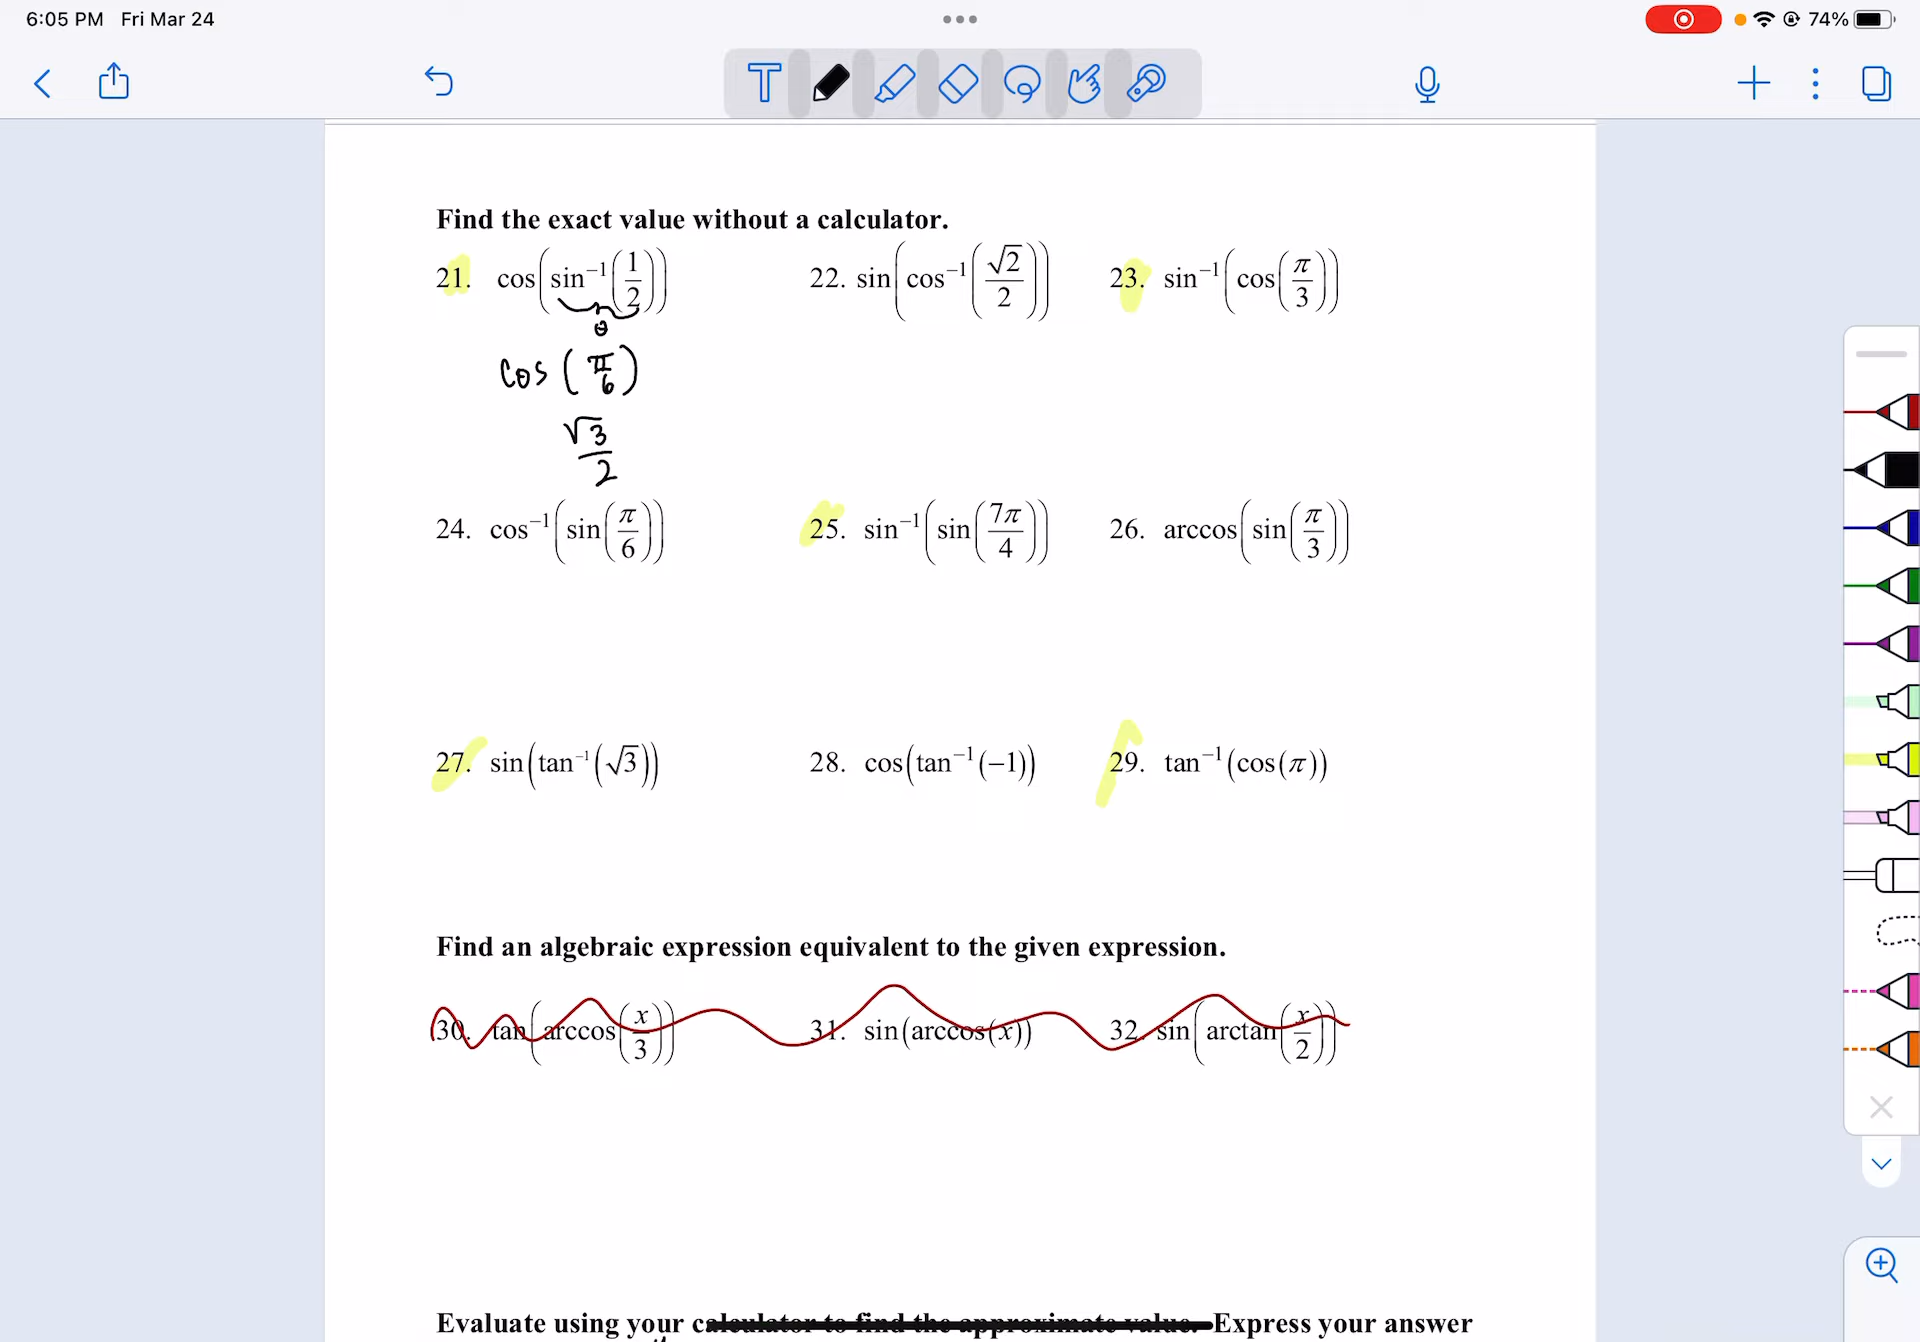 6:05 PM Fri Mar 24
74%
Find the exact value without a calculator.
21. cos(sin⁻¹(1/2))
22. sin(cos⁻¹(√2/2))
23. sin⁻¹(cos(π/3))
θ
cos (π/6)
√3/2
24. cos⁻¹(sin(π/6))
25. sin⁻¹(sin(7π/4))
26. arccos(sin(π/3))
27. sin(tan⁻¹(√3))
28. cos(tan⁻¹(−1))
29. tan⁻¹(cos(π))
Find an algebraic expression equivalent to the given expression.
30. tan(arccos(x/3))
31. sin(arccos(x))
32. sin(arctan(x/2))
Evaluate using your calculator to find the approximate value. Express your answer